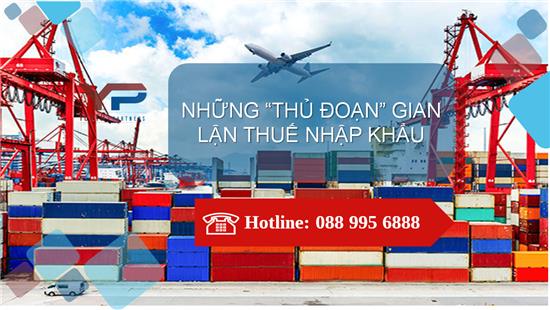 NHỮNG “THỦ ĐOẠN” GIAN
LẬN THUẾ NHẬP KHẨU
Hotline: 088 995 6888